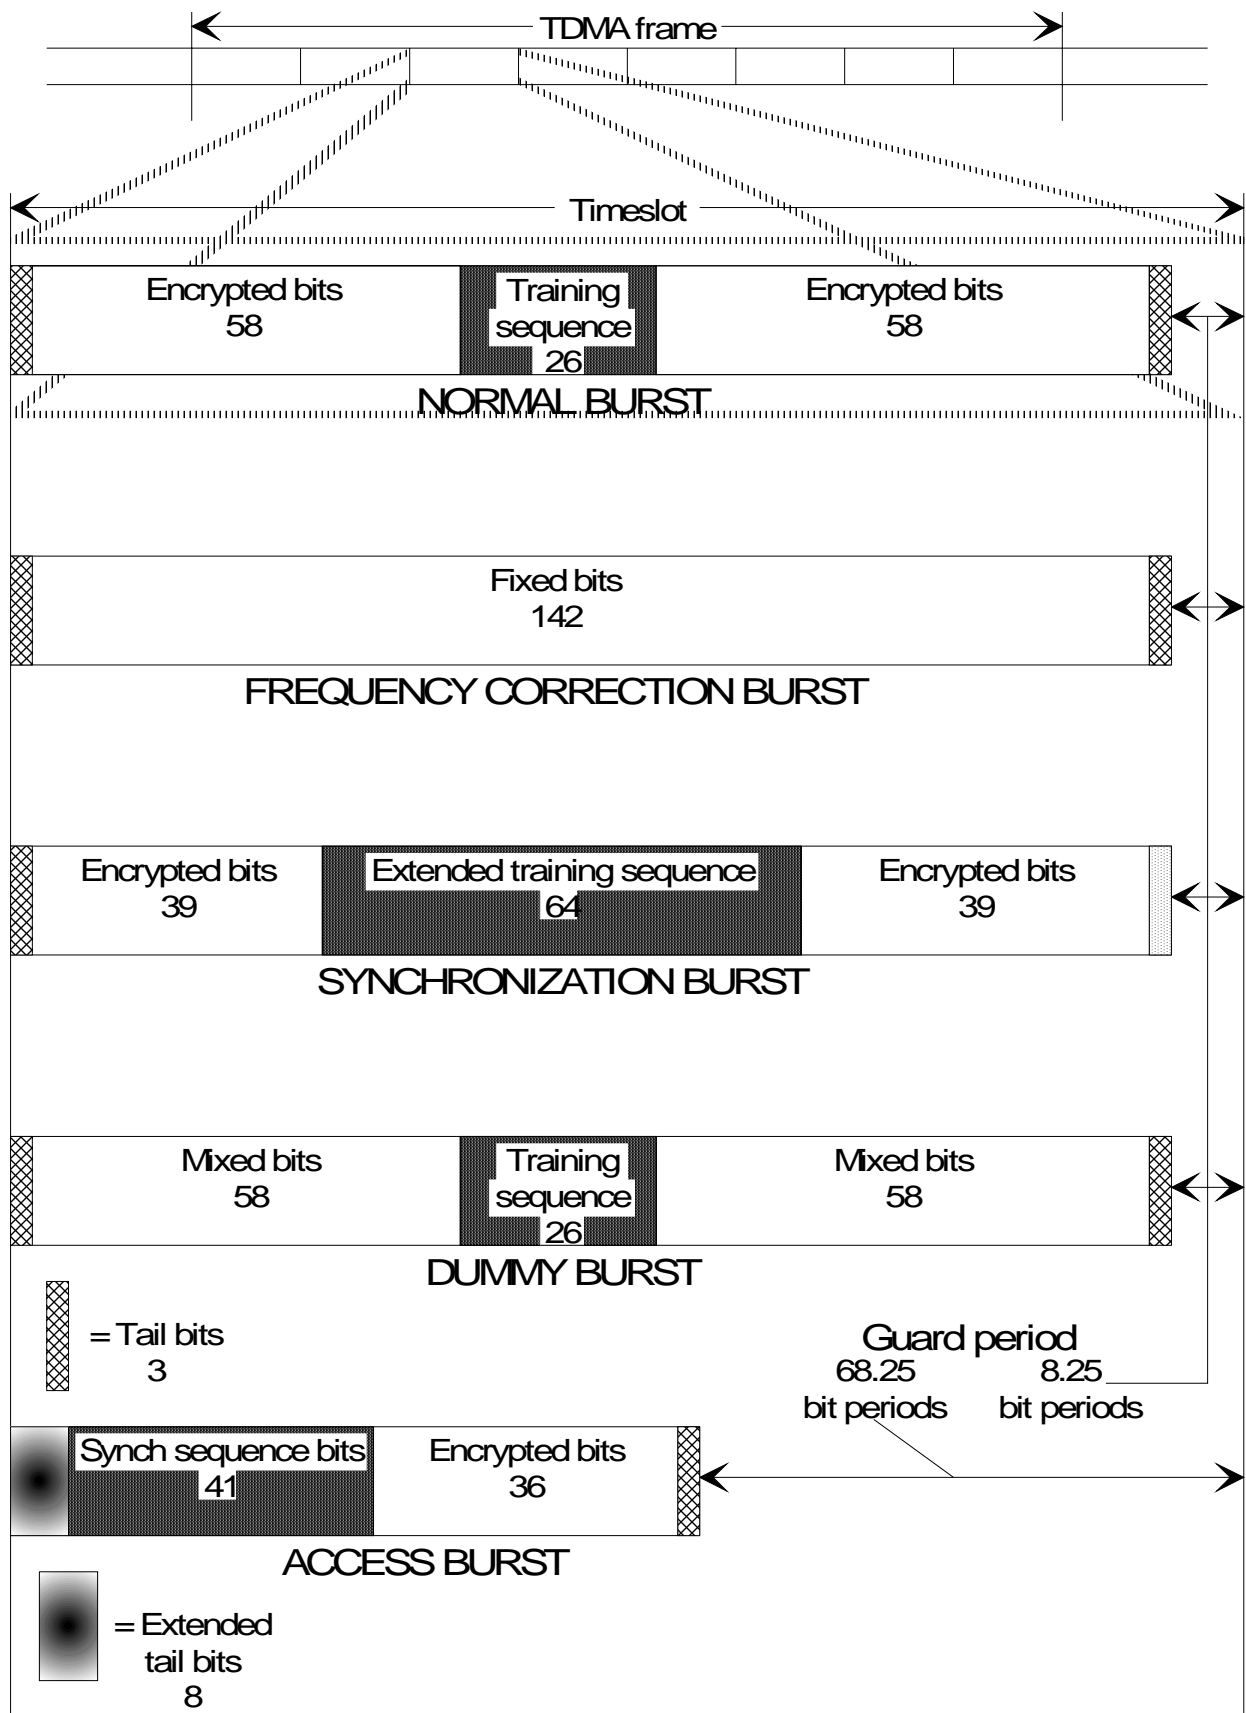 TDMA frame
Timeslot
Encrypted bits
58
Training
sequence
26
Encrypted bits
58
NORMAL BURST
Fixed bits
142
FREQUENCY CORRECTION BURST
Encrypted bits
39
Extended training sequence
64
Encrypted bits
39
SYNCHRONIZATION BURST
Mixed bits
58
Training
sequence
26
Mixed bits
58
DUMMY BURST
= Tail bits
3
Guard period
68.25
bit periods
8.25
bit periods
Synch sequence bits
41
Encrypted bits
36
ACCESS BURST
= Extended
tail bits
8